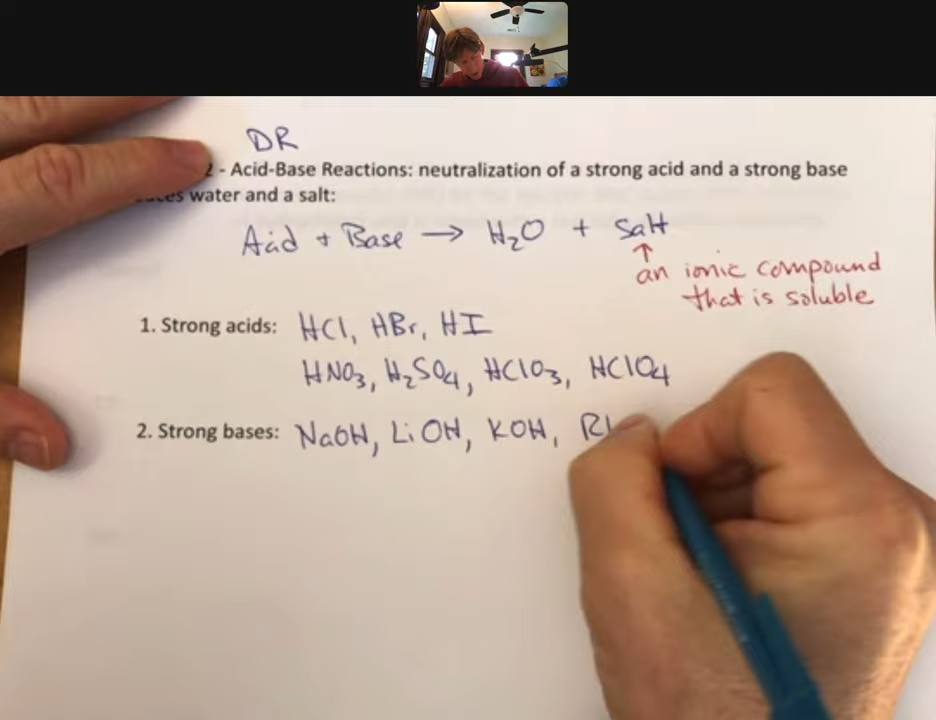 DR
2 - Acid-Base Reactions: neutralization of a strong acid and a strong base
water and a salt:
Acid + Base → H₂O + Salt
↑
an ionic compound
that is soluble
1. Strong acids: HCl, HBr, HI
HNO₃, H₂SO₄, HClO₃, HClO₄
2. Strong bases: NaOH, LiOH, KOH,